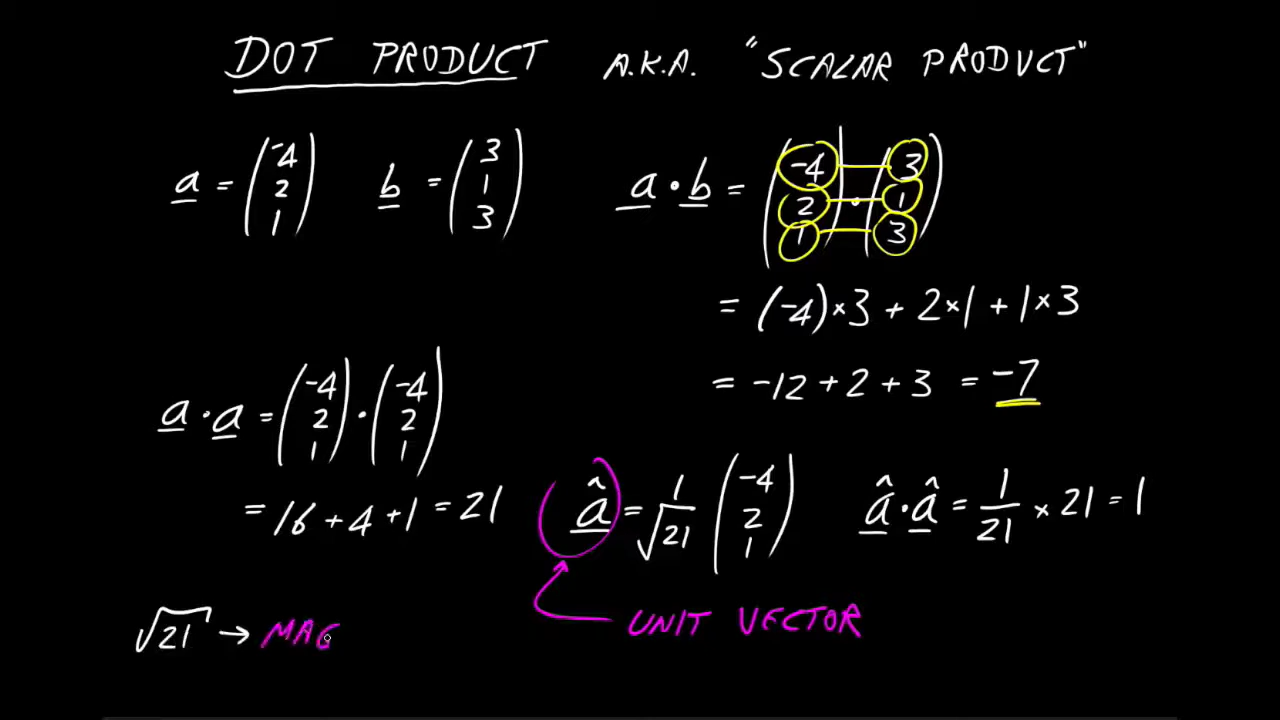 DOT PRODUCT A.K.A. "SCALAR PRODUCT"
a = (-4 2 1) b = (3 1 3) a · b = (-4 2 1) · (3 1 3)
= (-4)×3 + 2×1 + 1×3
= -12 + 2 + 3 = -7
a · a = (-4 2 1) · (-4 2 1)
= 16 + 4 + 1 = 21
â = 1/√21 (-4 2 1) â · â = 1/21 × 21 = 1
UNIT VECTOR
√21 → MAG